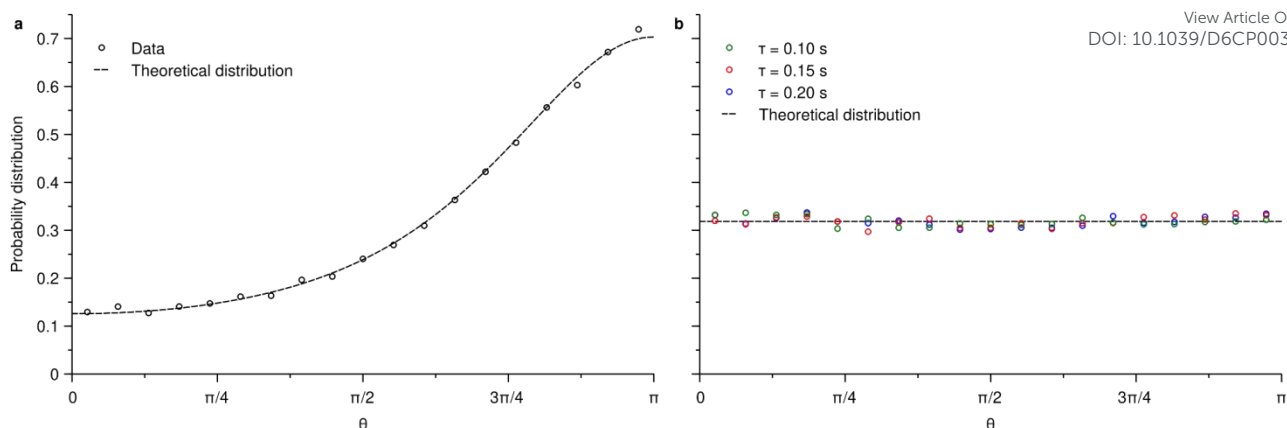 View Article O
DOI: 10.1039/D6CP003
a
Data
Theoretical distribution
Probability distribution
0.7
0.6
0.5
0.4
0.3
0.2
0.1
0
0
π/4
π/2
3π/4
π
θ
b
τ = 0.10 s
τ = 0.15 s
τ = 0.20 s
Theoretical distribution
0
π/4
π/2
3π/4
π
θ